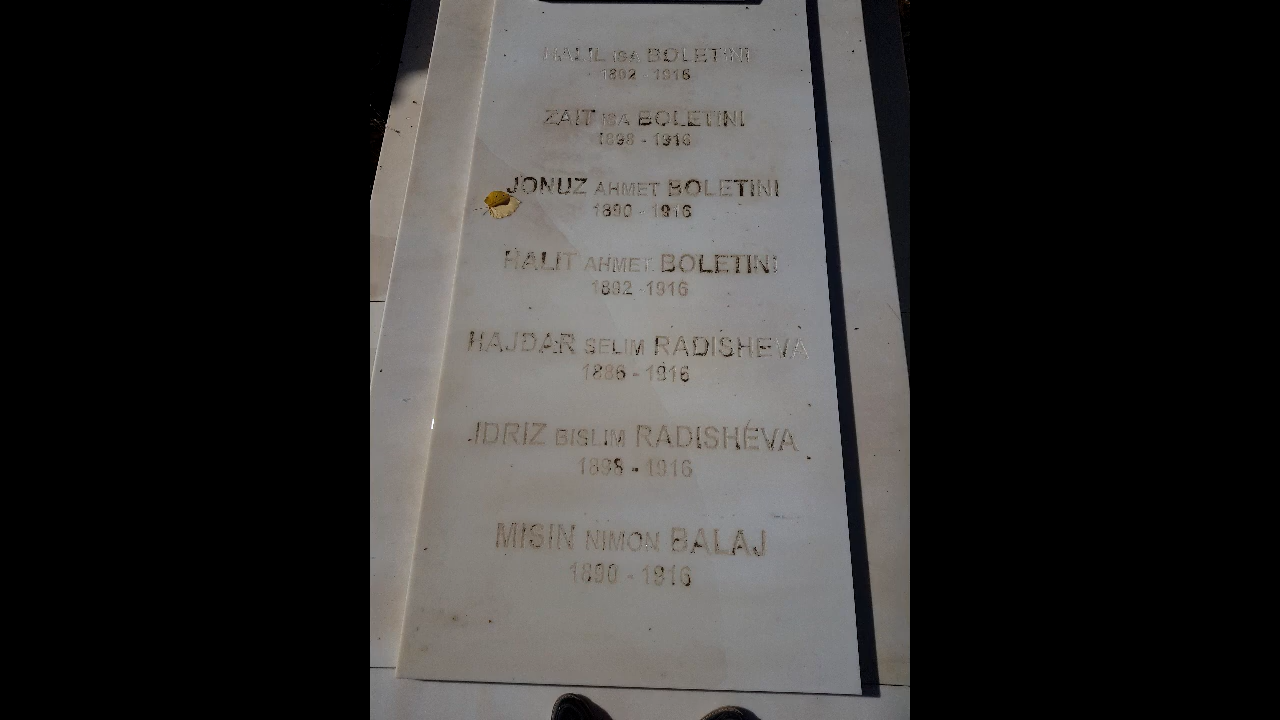 HALIL ISA BOLETINI
1892 - 1916
ZAIT ISA BOLETINI
1898 - 1916
JONUZ AHMET BOLETINI
1890 - 1916
HALIT AHMET BOLETINI
1892 - 1916
HAJDAR SELIM RADISHEVA
1886 - 1916
IDRIZ BISLIM RADISHEVA
1898 - 1916
MISIN NIMON BALAJ
1890 - 1916